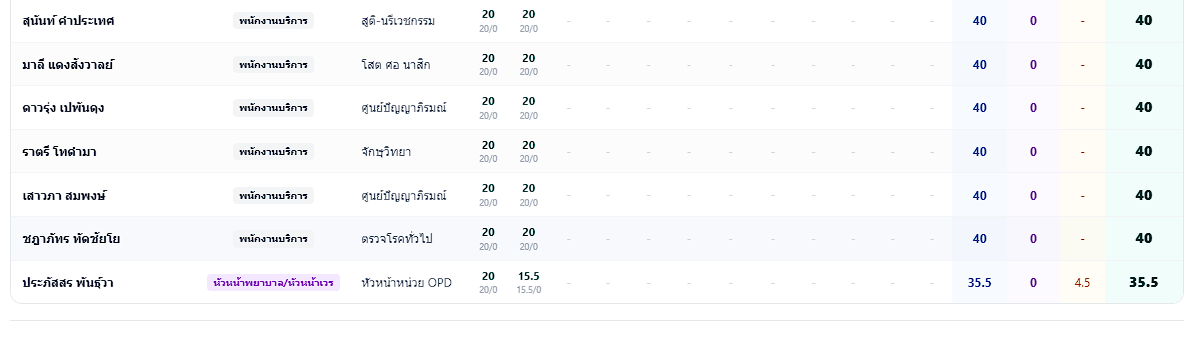 สุนันท์ คำประเทศ พนักงานบริการ สูติ-นรีเวชกรรม 20 20/0 20 20/0 - - - - - - - - - - 40 0 - 40
มาลี แดงสังวาลย์ พนักงานบริการ โสต ศอ นาสิก 20 20/0 20 20/0 - - - - - - - - - - 40 0 - 40
ดาวรุ่ง เปพันดุง พนักงานบริการ ศูนย์ปัญญาภิรมณ์ 20 20/0 20 20/0 - - - - - - - - - - 40 0 - 40
ราตรี โทคำมา พนักงานบริการ จักษุวิทยา 20 20/0 20 20/0 - - - - - - - - - - 40 0 - 40
เสาวภา สมพงษ์ พนักงานบริการ ศูนย์ปัญญาภิรมณ์ 20 20/0 20 20/0 - - - - - - - - - - 40 0 - 40
ชฎาภัทร ทัดชัยโย พนักงานบริการ ตรวจโรคทั่วไป 20 20/0 20 20/0 - - - - - - - - - - 40 0 - 40
ประภัสสร พันธุ์วา หัวหน้าพยาบาล/หัวหน้าเวร หัวหน้าหน่วย OPD 20 20/0 15.5 15.5/0 - - - - - - - - - - 35.5 0 4.5 35.5